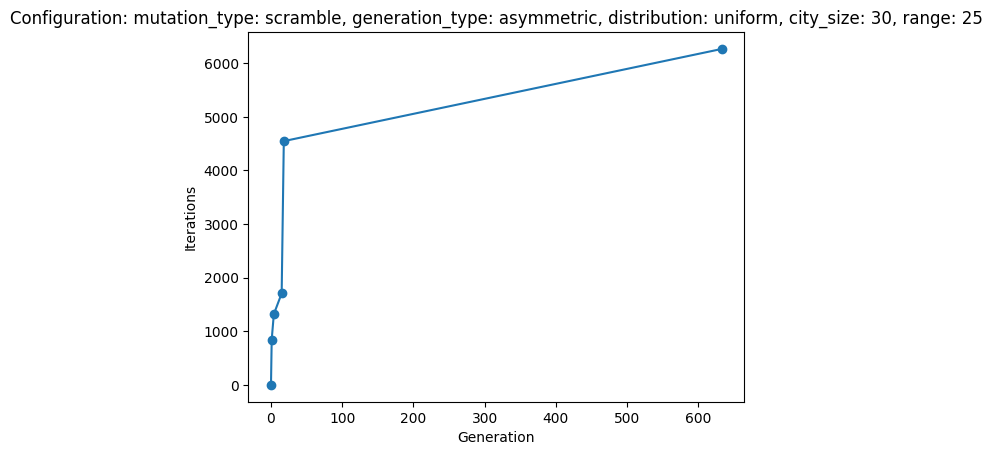 Configuration: mutation_type: scramble, generation_type: asymmetric, distribution: uniform, city_size: 30, range: 25
6000
5000
4000
3000
2000
1000
0
Iterations
0 100 200 300 400 500 600
Generation